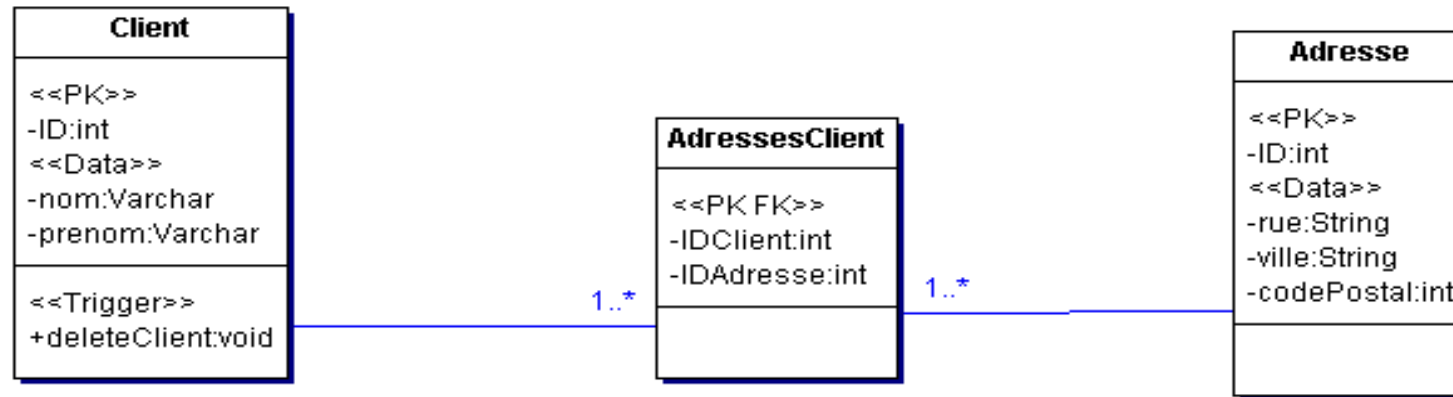 Client
<<PK>>
-ID:int
<<Data>>
-nom:Varchar
-prenom:Varchar
<<Trigger>>
+deleteClient:void
1..*
AdressesClient
<<PK FK>>
-IDClient:int
-IDAdresse:int
1..*
Adresse
<<PK>>
-ID:int
<<Data>>
-rue:String
-ville:String
-codePostal:int